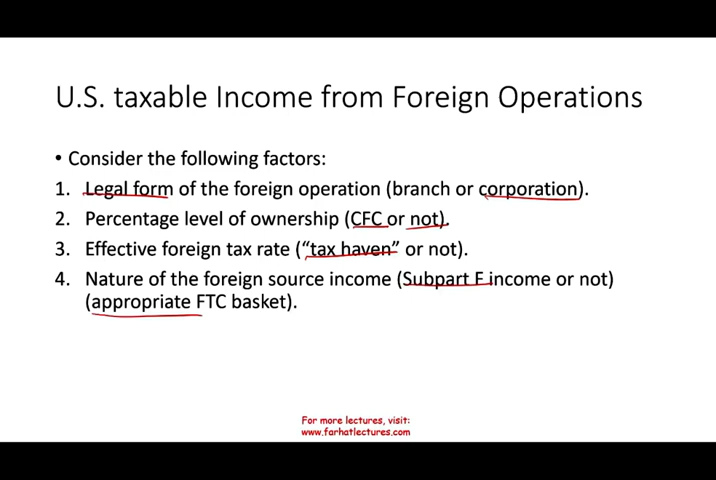 U.S. taxable Income from Foreign Operations
• Consider the following factors:
1. Legal form of the foreign operation (branch or corporation).
2. Percentage level of ownership (CFC or not).
3. Effective foreign tax rate (“tax haven” or not).
4. Nature of the foreign source income (Subpart F income or not)
(appropriate FTC basket).
For more lectures, visit:
www.farhatlectures.com